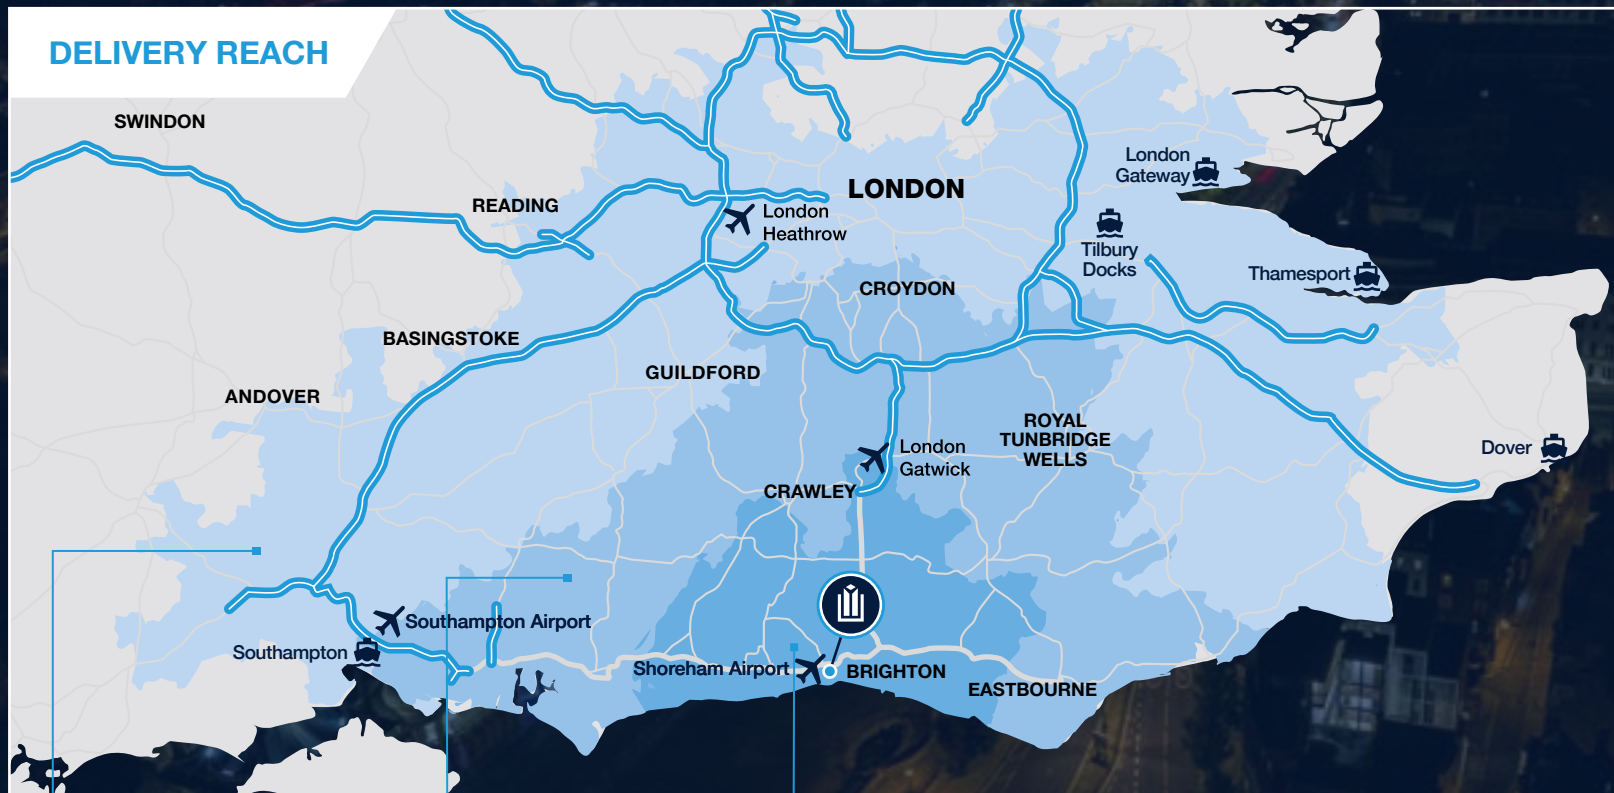 DELIVERY REACH
SWINDON
London
Gateway
LONDON
READING
London
Heathrow
Tilbury
Docks
Thamesport
CROYDON
BASINGSTOKE
GUILDFORD
ANDOVER
ROYAL
TUNBRIDGE
WELLS
London
Gatwick
Dover
CRAWLEY
Southampton Airport
Southampton
Shoreham Airport
BRIGHTON
EASTBOURNE